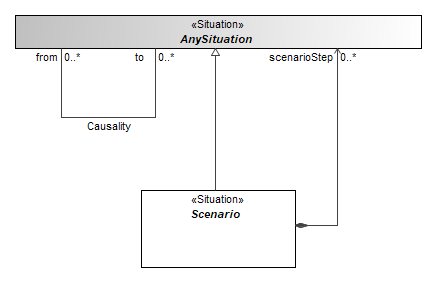 «Situation»
AnySituation
from 0..* to 0..* scenarioStep 0..*
Causality
«Situation»
Scenario